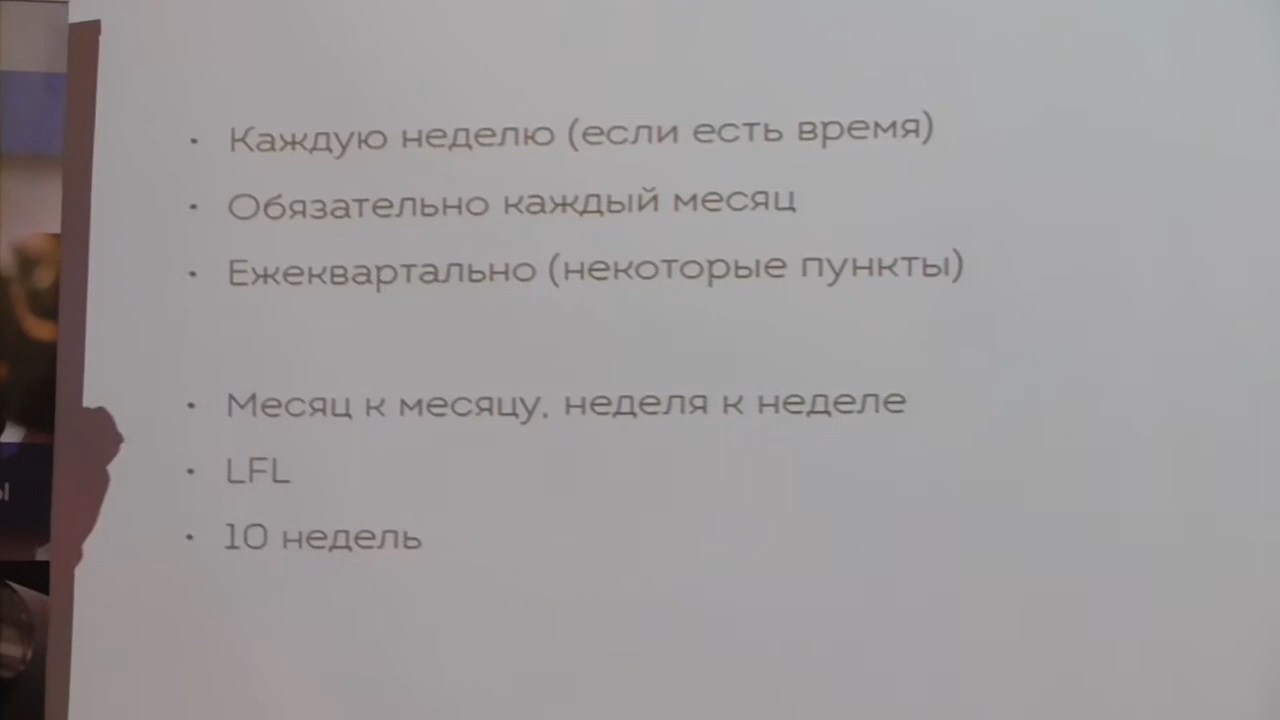 • Каждую неделю (если есть время)
• Обязательно каждый месяц
• Ежеквартально (некоторые пункты)
• Месяц к месяцу, неделя к неделе
• LFL
• 10 недель